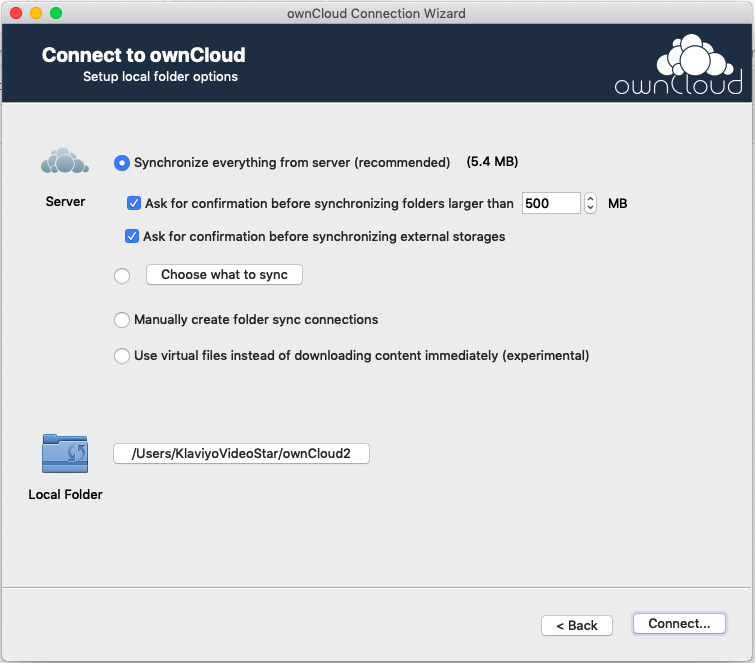 ownCloud Connection Wizard
Connect to ownCloud
Setup local folder options
ownCloud
Synchronize everything from server (recommended) (5.4 MB)
Server
Ask for confirmation before synchronizing folders larger than 500 MB
Ask for confirmation before synchronizing external storages
Choose what to sync
Manually create folder sync connections
Use virtual files instead of downloading content immediately (experimental)
/Users/KlaviyoVideoStar/ownCloud2
Local Folder
< Back
Connect...